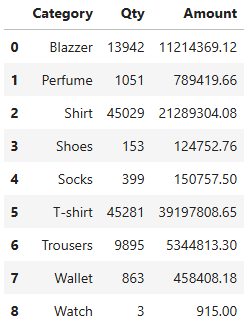 Category Qty Amount
0 Blazzer 13942 11214369.12
1 Perfume 1051 789419.66
2 Shirt 45029 21289304.08
3 Shoes 153 124752.76
4 Socks 399 150757.50
5 T-shirt 45281 39197808.65
6 Trousers 9895 5344813.30
7 Wallet 863 458408.18
8 Watch 3 915.00